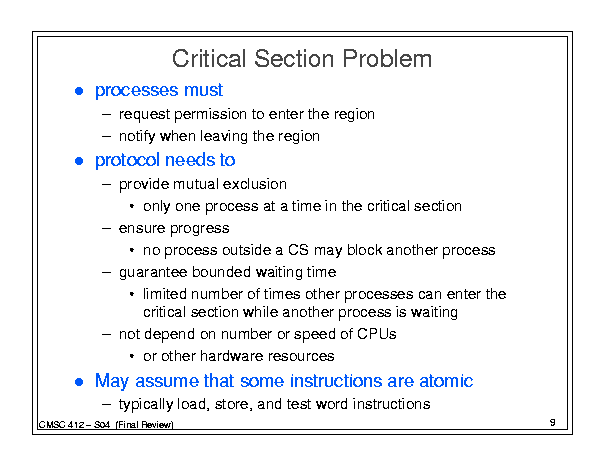 Critical Section Problem
● processes must
– request permission to enter the region
– notify when leaving the region
● protocol needs to
– provide mutual exclusion
• only one process at a time in the critical section
– ensure progress
• no process outside a CS may block another process
– guarantee bounded waiting time
• limited number of times other processes can enter the
critical section while another process is waiting
– not depend on number or speed of CPUs
• or other hardware resources
● May assume that some instructions are atomic
– typically load, store, and test word instructions
CMSC 412 – S04 (Final Review)
9